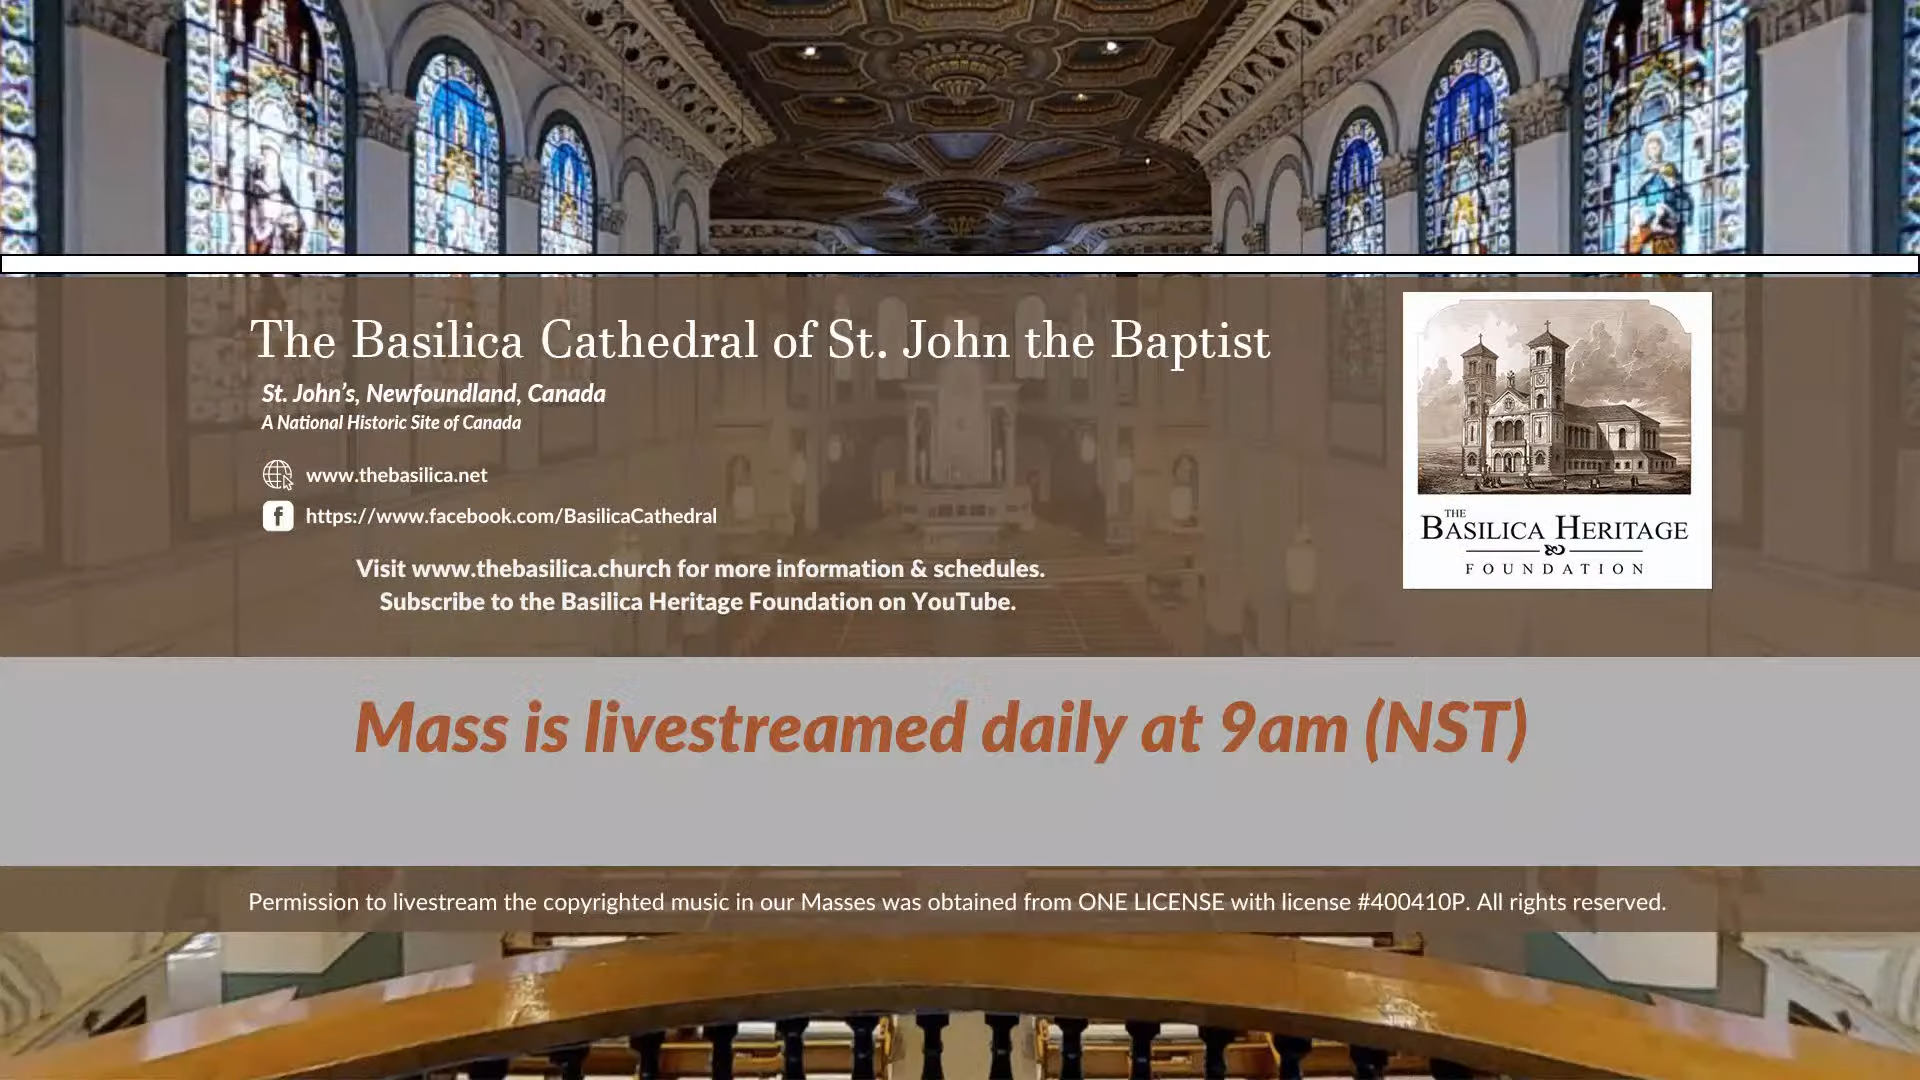 The Basilica Cathedral of St. John the Baptist
St. John's, Newfoundland, Canada
A National Historic Site of Canada
www.thebasilica.net
https://www.facebook.com/BasilicaCathedral
Visit www.thebasilica.church for more information & schedules.
Subscribe to the Basilica Heritage Foundation on YouTube.
THE
BASILICA HERITAGE
FOUNDATION
Mass is livestreamed daily at 9am (NST)
Permission to livestream the copyrighted music in our Masses was obtained from ONE LICENSE with license #400410P. All rights reserved.